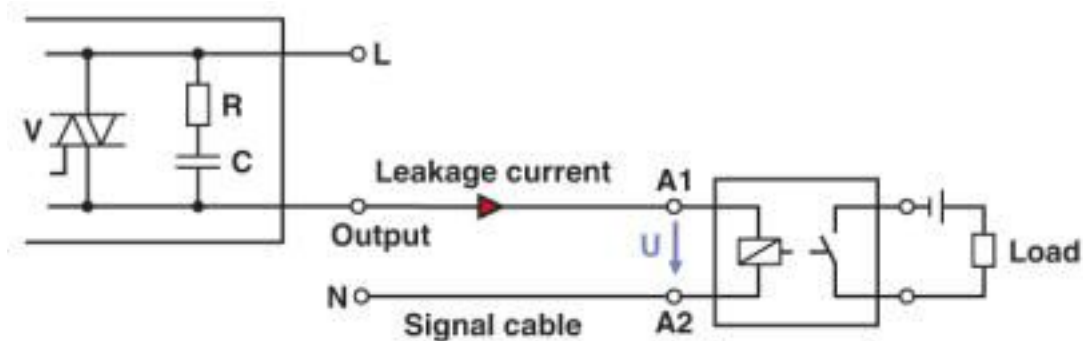 L
R
V
C
Leakage current
A1
Output
U
Load
N
Signal cable
A2